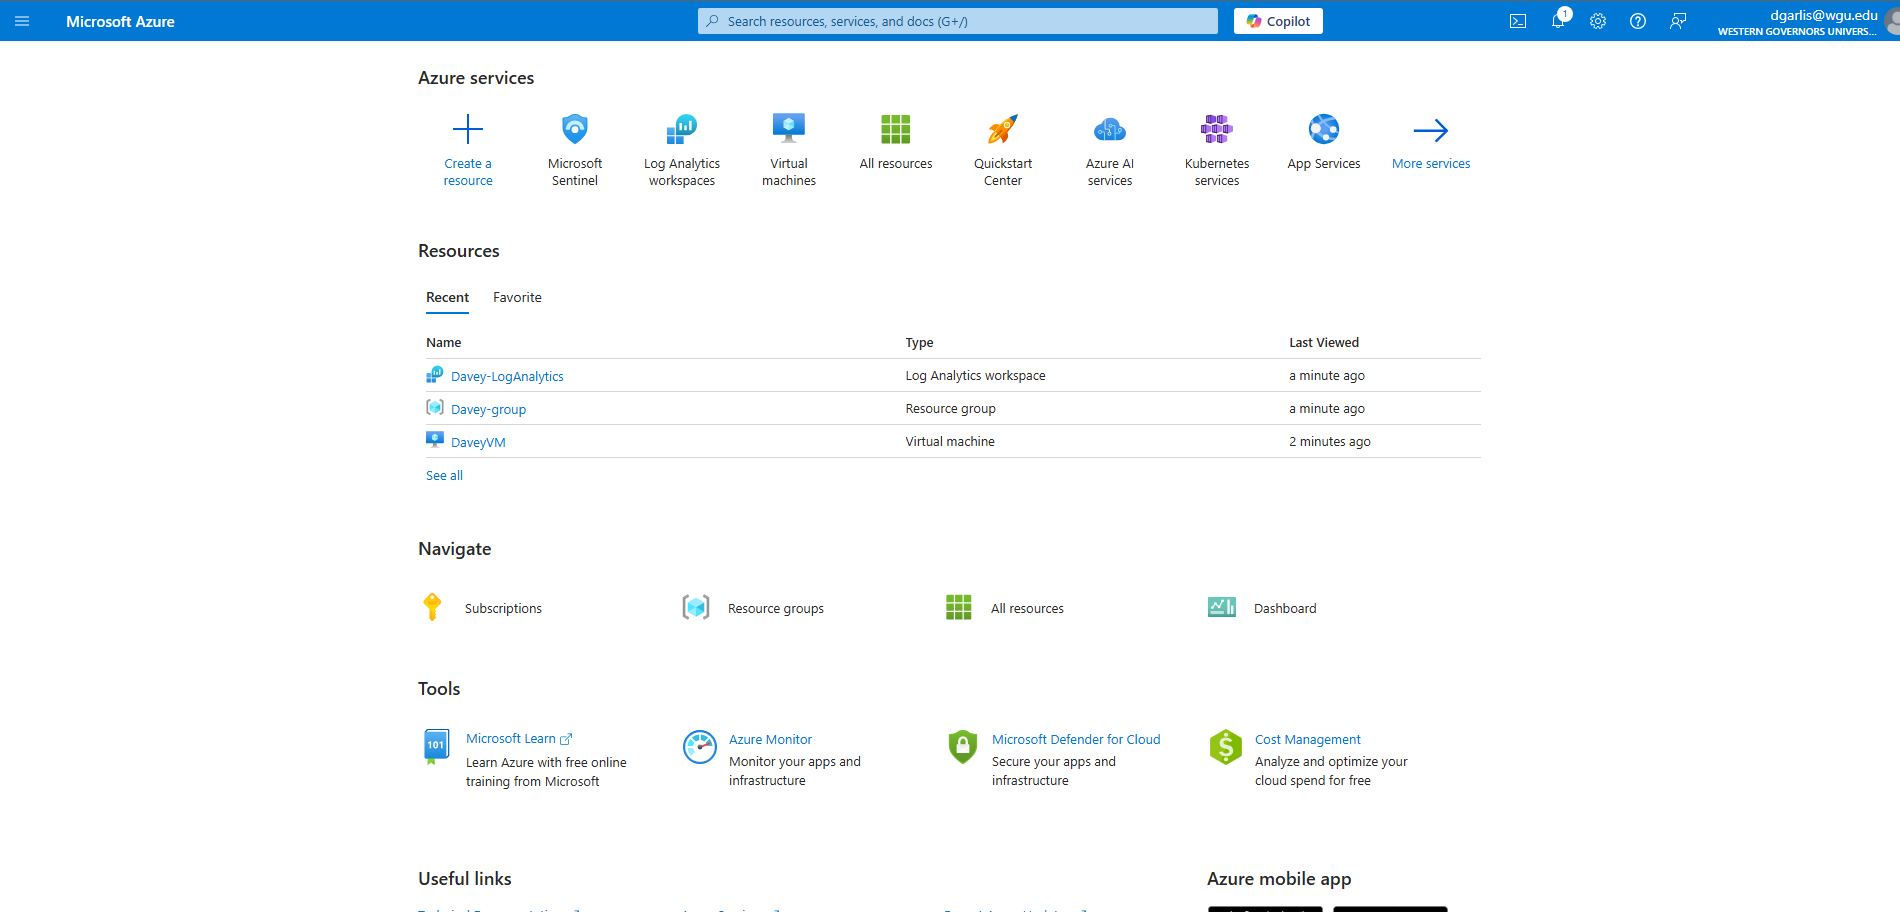 Microsoft Azure
Search resources, services, and docs (G+/)
Copilot
1
dgarlis@wgu.edu
WESTERN GOVERNORS UNIVERS...
Azure services
Create a resource
Microsoft Sentinel
Log Analytics workspaces
Virtual machines
All resources
Quickstart Center
Azure AI services
Kubernetes services
App Services
More services
Resources
Recent Favorite
Name Type Last Viewed
Davey-LogAnalytics Log Analytics workspace a minute ago
Davey-group Resource group a minute ago
DaveyVM Virtual machine 2 minutes ago
See all
Navigate
Subscriptions Resource groups All resources Dashboard
Tools
101
Microsoft Learn
Learn Azure with free online
training from Microsoft
Azure Monitor
Monitor your apps and
infrastructure
Microsoft Defender for Cloud
Secure your apps and
infrastructure
Cost Management
Analyze and optimize your
cloud spend for free
Useful links
Azure mobile app